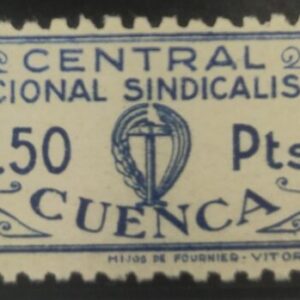 CENTRAL
CIONAL SINDICALIS
.50 Pts
CUENCA
HIJOS DE FOURNIER-VITOR